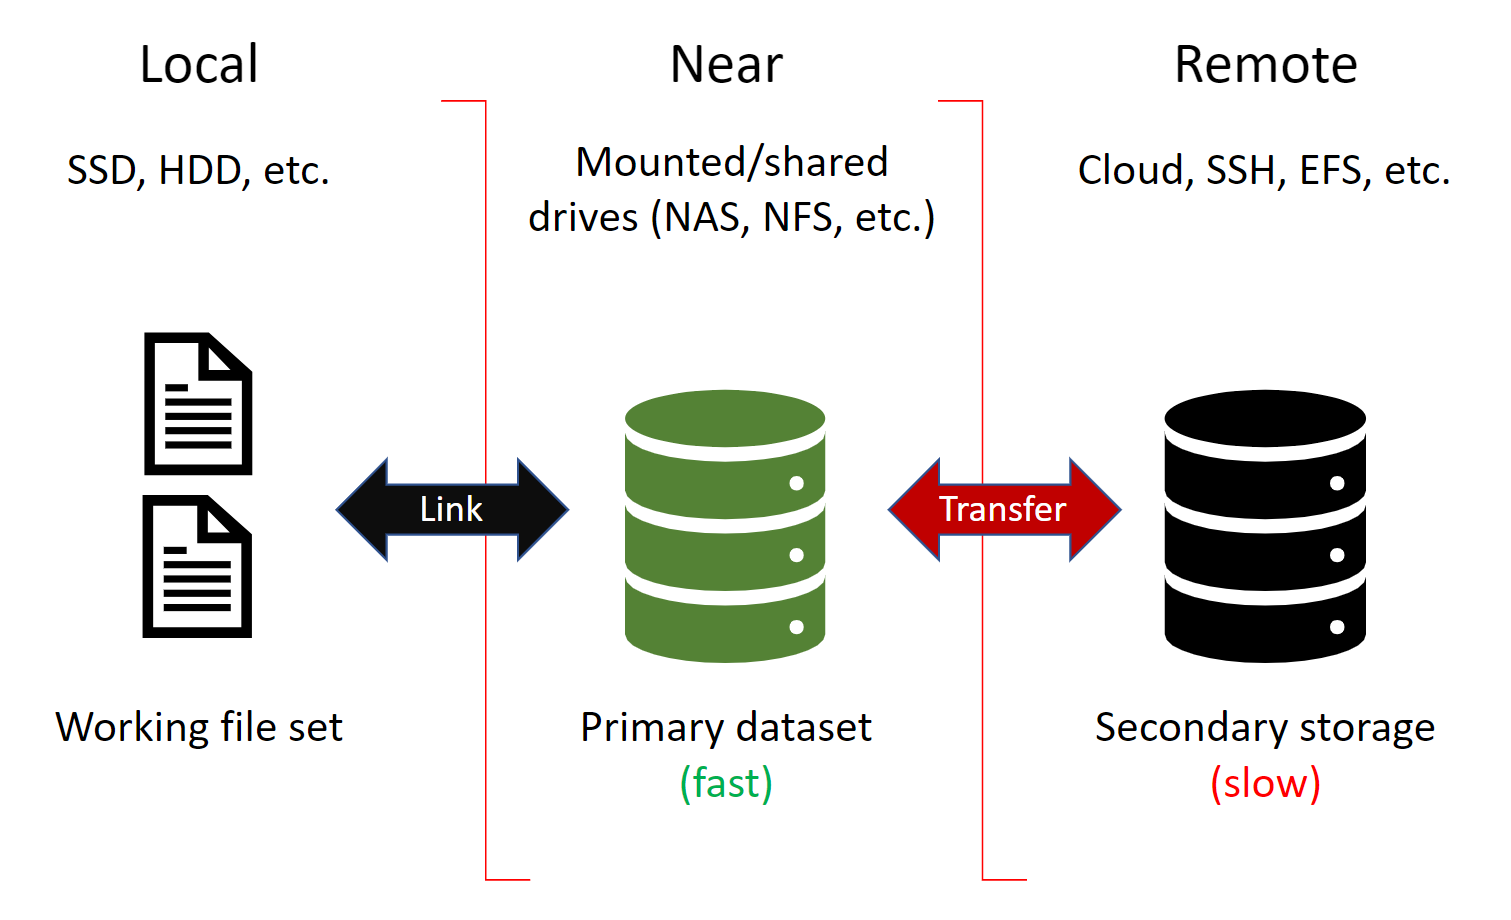 Local
Near
Remote
SSD, HDD, etc.
Mounted/shared
drives (NAS, NFS, etc.)
Cloud, SSH, EFS, etc.
Link
Transfer
Working file set
Primary dataset
(fast)
Secondary storage
(slow)